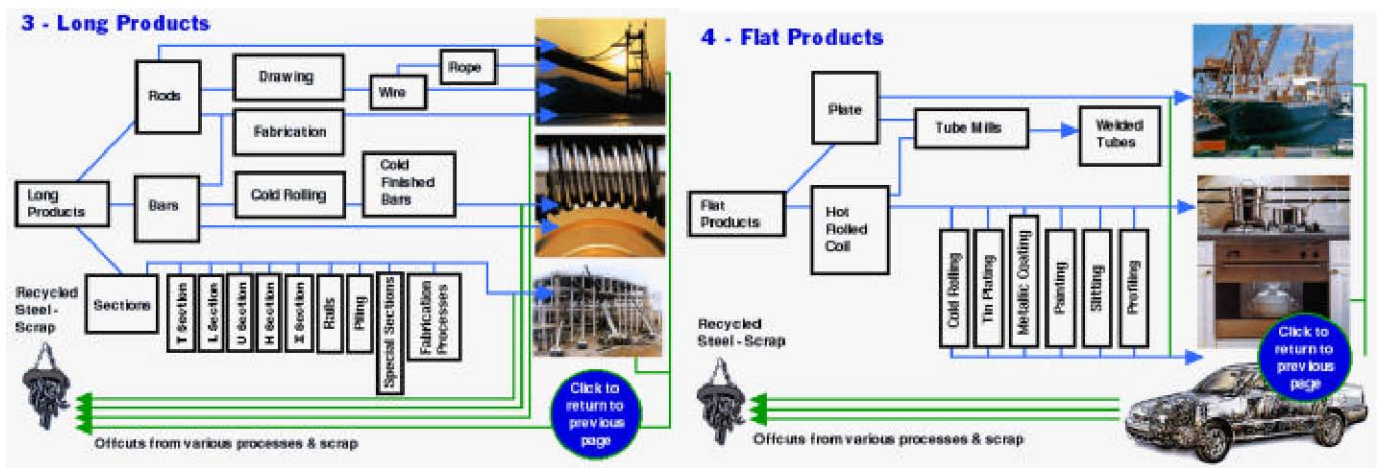 3 - Long Products
Rods
Drawing
Wire
Rope
Fabrication
Long
Products
Bars
Cold Rolling
Cold
Finished
Bars
Sections
T Section
L Section
U Section
H Section
I Section
Rails
Piling
Special Sections
Fabrication
Processes
Recycled
Steel -
Scrap
Offcuts from various processes & scrap
Click to
return to
previous
page
4 - Flat Products
Plate
Tube Mills
Welded
Tubes
Flat
Products
Hot
Rolled
Coil
Cold Rolling
Tin Plating
Metallic Coating
Painting
Slitting
Profiling
Recycled
Steel - Scrap
Offcuts from various processes & scrap
Click to
return to
previous
page